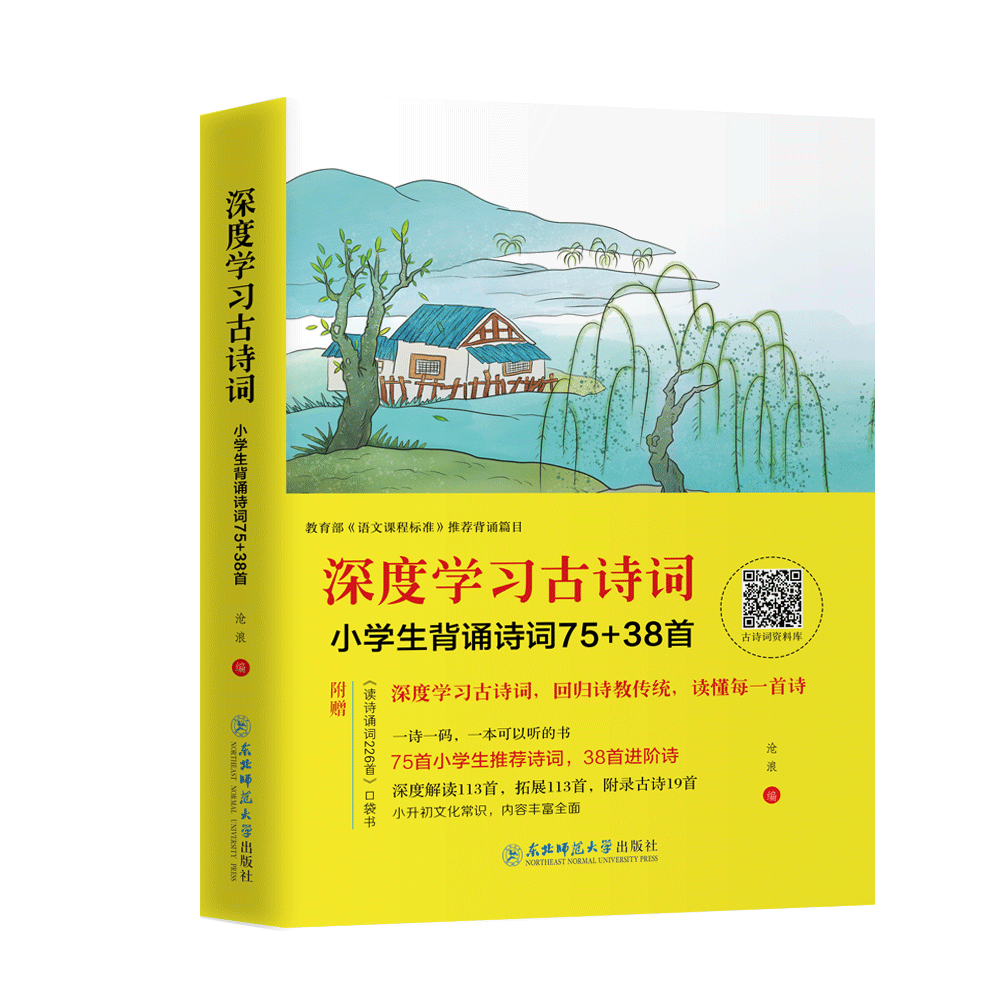 深度学习古诗词
小学生背诵诗词75+38首
沧浪
编
东北师范大学出版社
NORTHEAST NORMAL UNIVERSITY PRESS
教育部《语文课程标准》推荐背诵篇目
深度学习古诗词
小学生背诵诗词75+38首
古诗词资料库
附赠
《读诗诵词226首》口袋书
深度学习古诗词，回归诗教传统，读懂每一首诗
一诗一码，一本可以听的书
75首小学生推荐诗词，38首进阶诗
深度解读113首，拓展113首，附录古诗19首
小升初文化常识，内容丰富全面
沧浪
编
东北师范大学出版社
NORTHEAST NORMAL UNIVERSITY PRESS